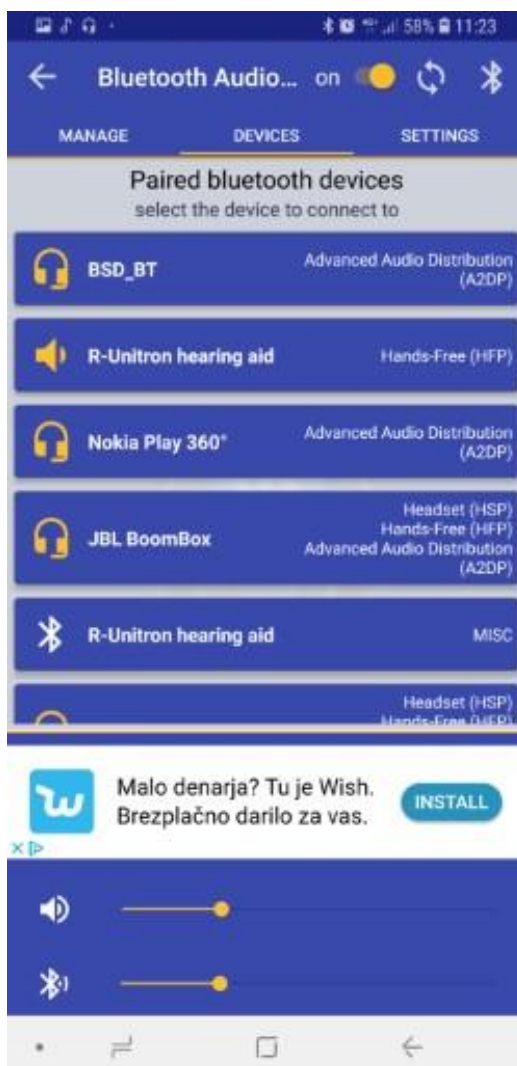 58% 11:23
Bluetooth Audio... on
MANAGE DEVICES SETTINGS
Paired bluetooth devices
select the device to connect to
BSD_BT
Advanced Audio Distribution
(A2DP)
R-Unitron hearing aid
Hands-Free (HFP)
Nokia Play 360°
Advanced Audio Distribution
(A2DP)
JBL BoomBox
Headset (HSP)
Hands-Free (HFP)
Advanced Audio Distribution
(A2DP)
R-Unitron hearing aid
MISC
Headset (HSP)
Hands-Free (HFP)
Malo denarja? Tu je Wish.
Brezplačno darilo za vas.
INSTALL